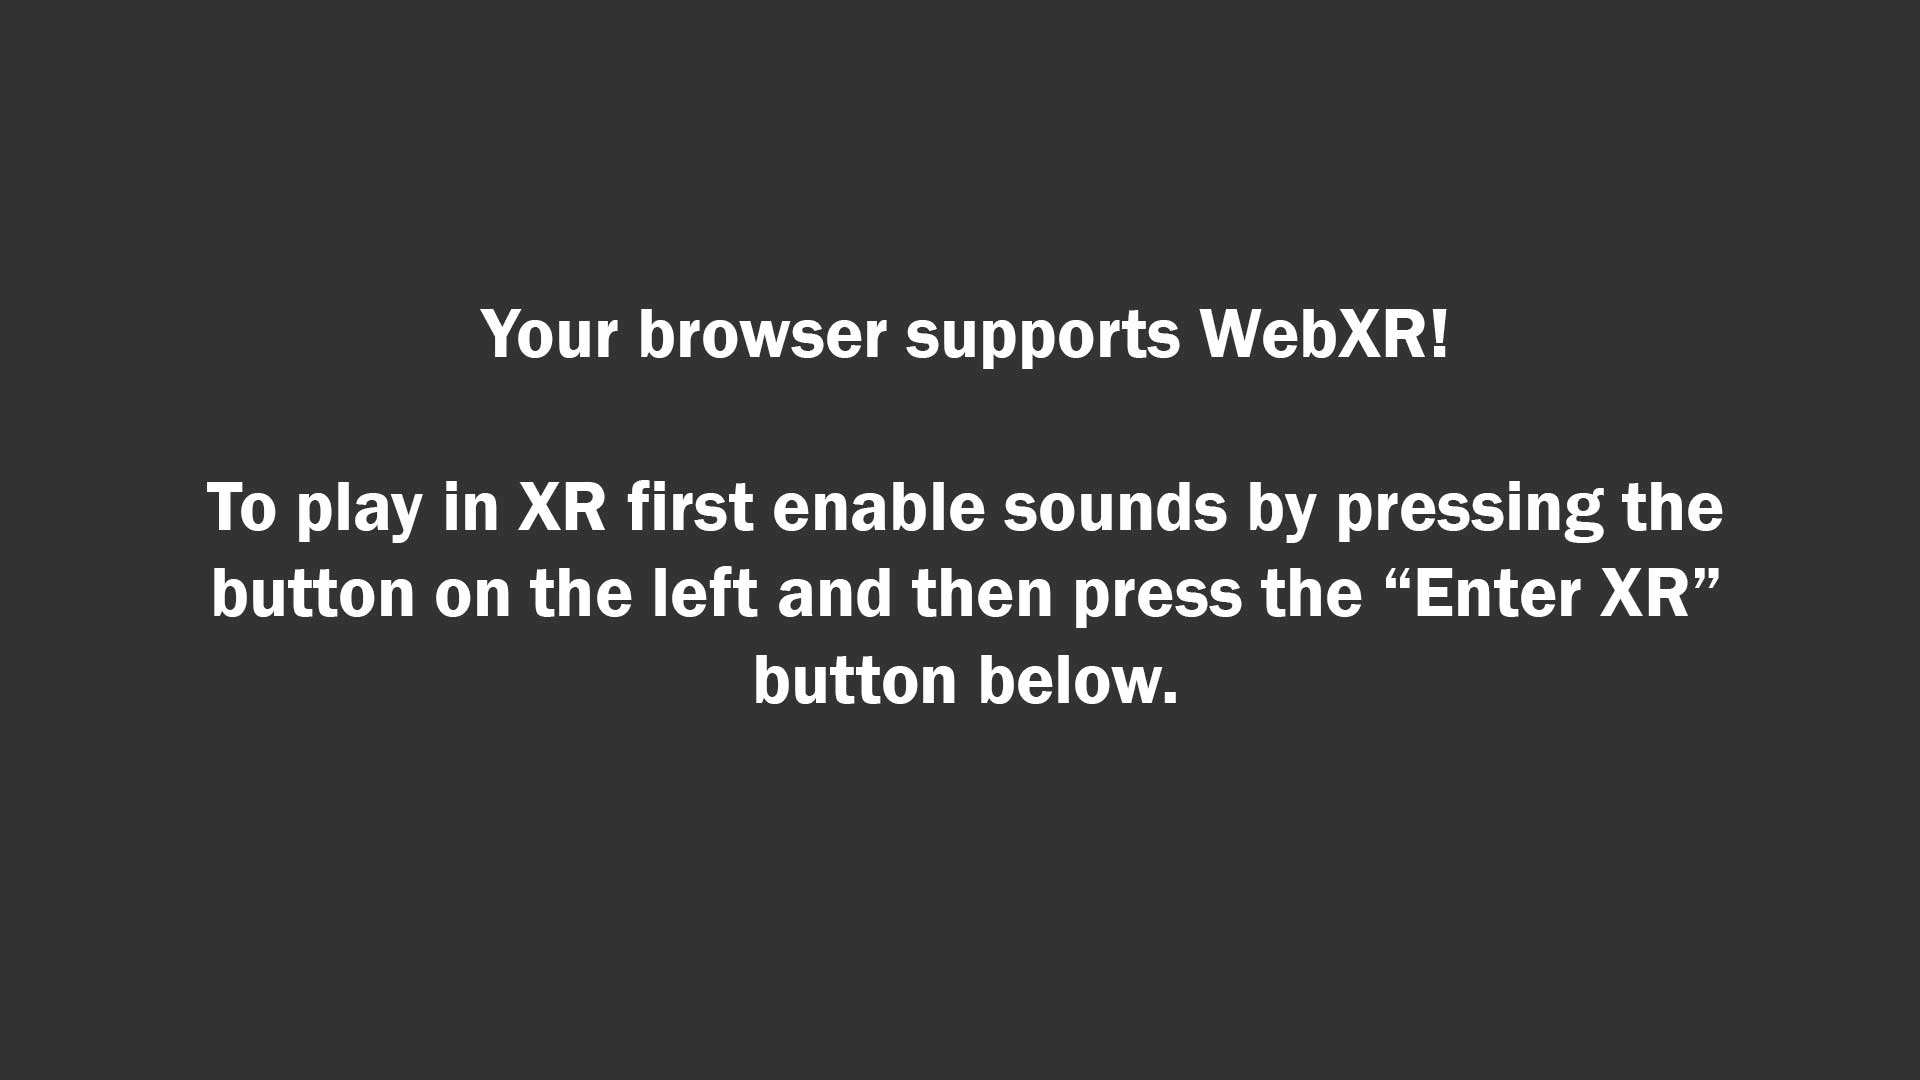 Your browser supports WebXR!
To play in XR first enable sounds by pressing the
button on the left and then press the “Enter XR”
button below.